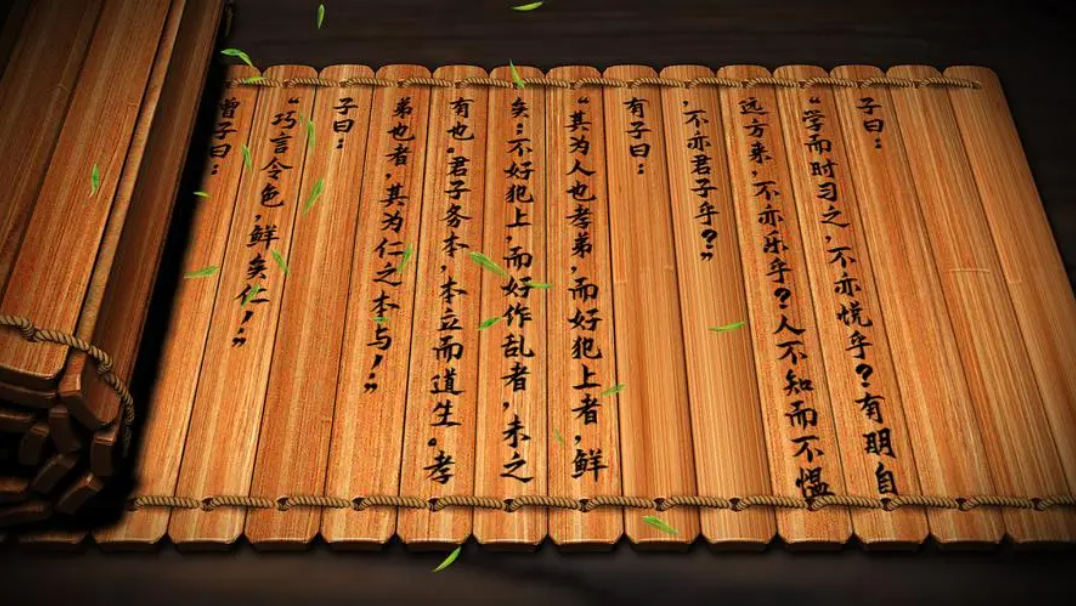 子曰：
“学而时习之，不亦悦乎？有朋自
远方来，不亦乐乎？人不知而不愠
，不亦君子乎？”
有子曰：
“其为人也孝弟，而好犯上者，鲜
矣；不好犯上，而好作乱者，未之
有也。君子务本，本立而道生。孝
弟也者，其为仁之本与！”
子曰：
“巧言令色，鲜矣仁！”
曾子曰：